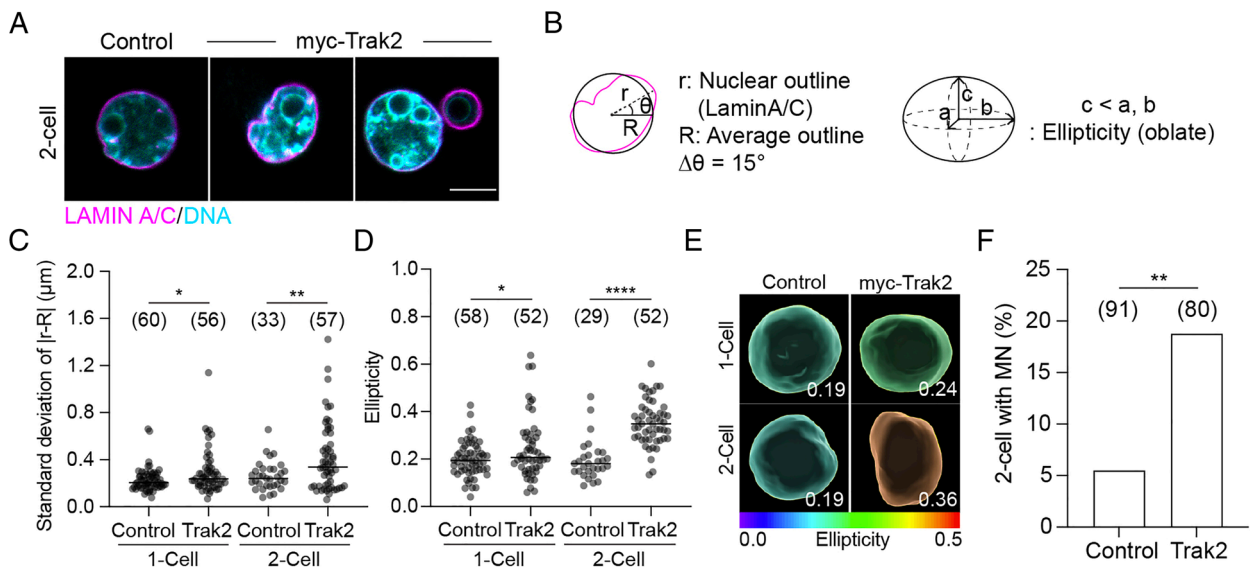 A
Control
myc-Trak2
2-cell
LAMIN A/C/DNA
B
r
θ
R
r: Nuclear outline
(LaminA/C)
R: Average outline
Δθ = 15°
a
b
c
c < a, b
: Ellipticity (oblate)
C
Standard deviation of |r-R| (μm)
2.0
1.6
1.2
0.8
0.4
0.0
*
**
(60)
(56)
(33)
(57)
Control Trak2 Control Trak2
1-Cell
2-Cell
D
Ellipticity
1.0
0.8
0.6
0.4
0.2
0.0
*
****
(58)
(52)
(29)
(52)
Control Trak2 Control Trak2
1-Cell
2-Cell
E
Control
myc-Trak2
1-Cell
0.19
0.24
2-Cell
0.19
0.36
0.0
Ellipticity
0.5
F
2-cell with MN (%)
25
20
15
10
5
0
**
(91)
(80)
Control
Trak2